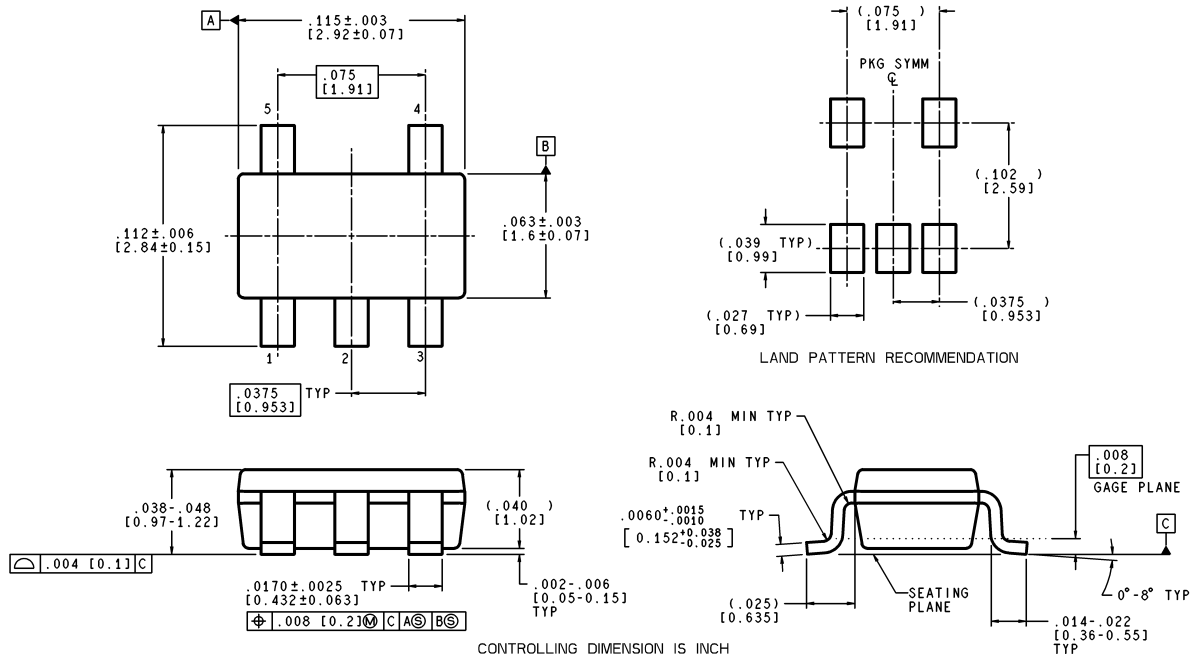 A
.115±.003
[2.92±0.07]
.075
[1.91]
5
4
B
.112±.006
[2.84±0.15]
.063±.003
[1.6±0.07]
1
2
3
.0375 TYP
[0.953]
(.075 )
[1.91]
PKG SYMM
℄
(.102 )
[2.59]
(.039 TYP)
[0.99]
(.027 TYP)
[0.69]
(.0375 )
[0.953]
LAND PATTERN RECOMMENDATION
.038-.048
[0.97-1.22]
(.040 )
[1.02]
⌓ .004 [0.1] C
.0170±.0025 TYP
[0.432±0.063]
⌖ .008 [0.2]Ⓜ C AⓈ BⓈ
.002-.006
[0.05-0.15]
TYP
R.004 MIN TYP
[0.1]
R.004 MIN TYP
[0.1]
.0060+.0015 -.0010 TYP
[0.152+0.038 -0.025]
.008
[0.2]
GAGE PLANE
C
SEATING
PLANE
(.025)
[0.635]
0°-8° TYP
.014-.022
[0.36-0.55]
TYP
CONTROLLING DIMENSION IS INCH